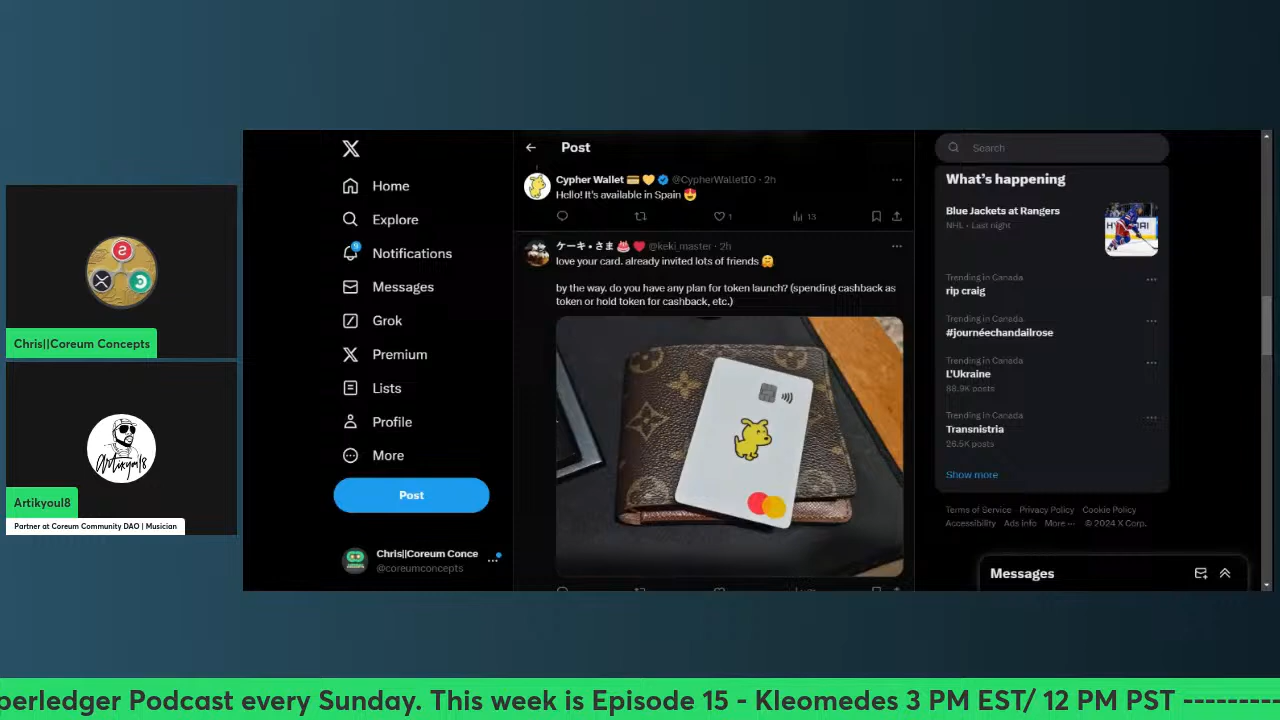 Chris||Coreum Concepts
Artikyoul8
Artikyoul8
Partner at Coreum Community DAO | Musician
Home
Explore
Notifications
Messages
Grok
Premium
Lists
Profile
More
Post
Chris||Coreum Conce
@coreumconcepts
Post
Cypher Wallet 💳 💛 @CypherWalletIO · 2h
Hello! It's available in Spain 😍
1
13
ケーキ • さま 🎂 ❤️ @keki_master · 2h
love your card. already invited lots of friends 🤗
by the way. do you have any plan for token launch? (spending cashback as
token or hold token for cashback, etc.)
Search
What's happening
Blue Jackets at Rangers
NHL · Last night
Trending in Canada
rip craig
Trending in Canada
#journéechandailrose
Trending in Canada
L'Ukraine
88.9K posts
Trending in Canada
Transnistria
26.5K posts
Show more
Terms of Service Privacy Policy Cookie Policy
Accessibility Ads info More ··· © 2024 X Corp.
Messages
perledger Podcast every Sunday. This week is Episode 15 - Kleomedes 3 PM EST/ 12 PM PST ---------